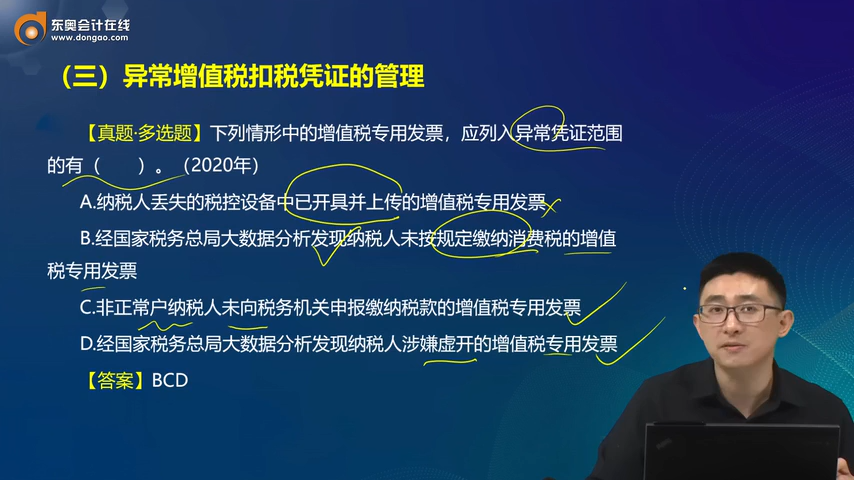 东奥会计在线
www.dongao.com
（三）异常增值税扣税凭证的管理
【真题·多选题】下列情形中的增值税专用发票，应列入异常凭证范围
的有（　　）。（2020年）
A.纳税人丢失的税控设备中已开具并上传的增值税专用发票
B.经国家税务总局大数据分析发现纳税人未按规定缴纳消费税的增值
税专用发票
C.非正常户纳税人未向税务机关申报缴纳税款的增值税专用发票
D.经国家税务总局大数据分析发现纳税人涉嫌虚开的增值税专用发票
【答案】BCD